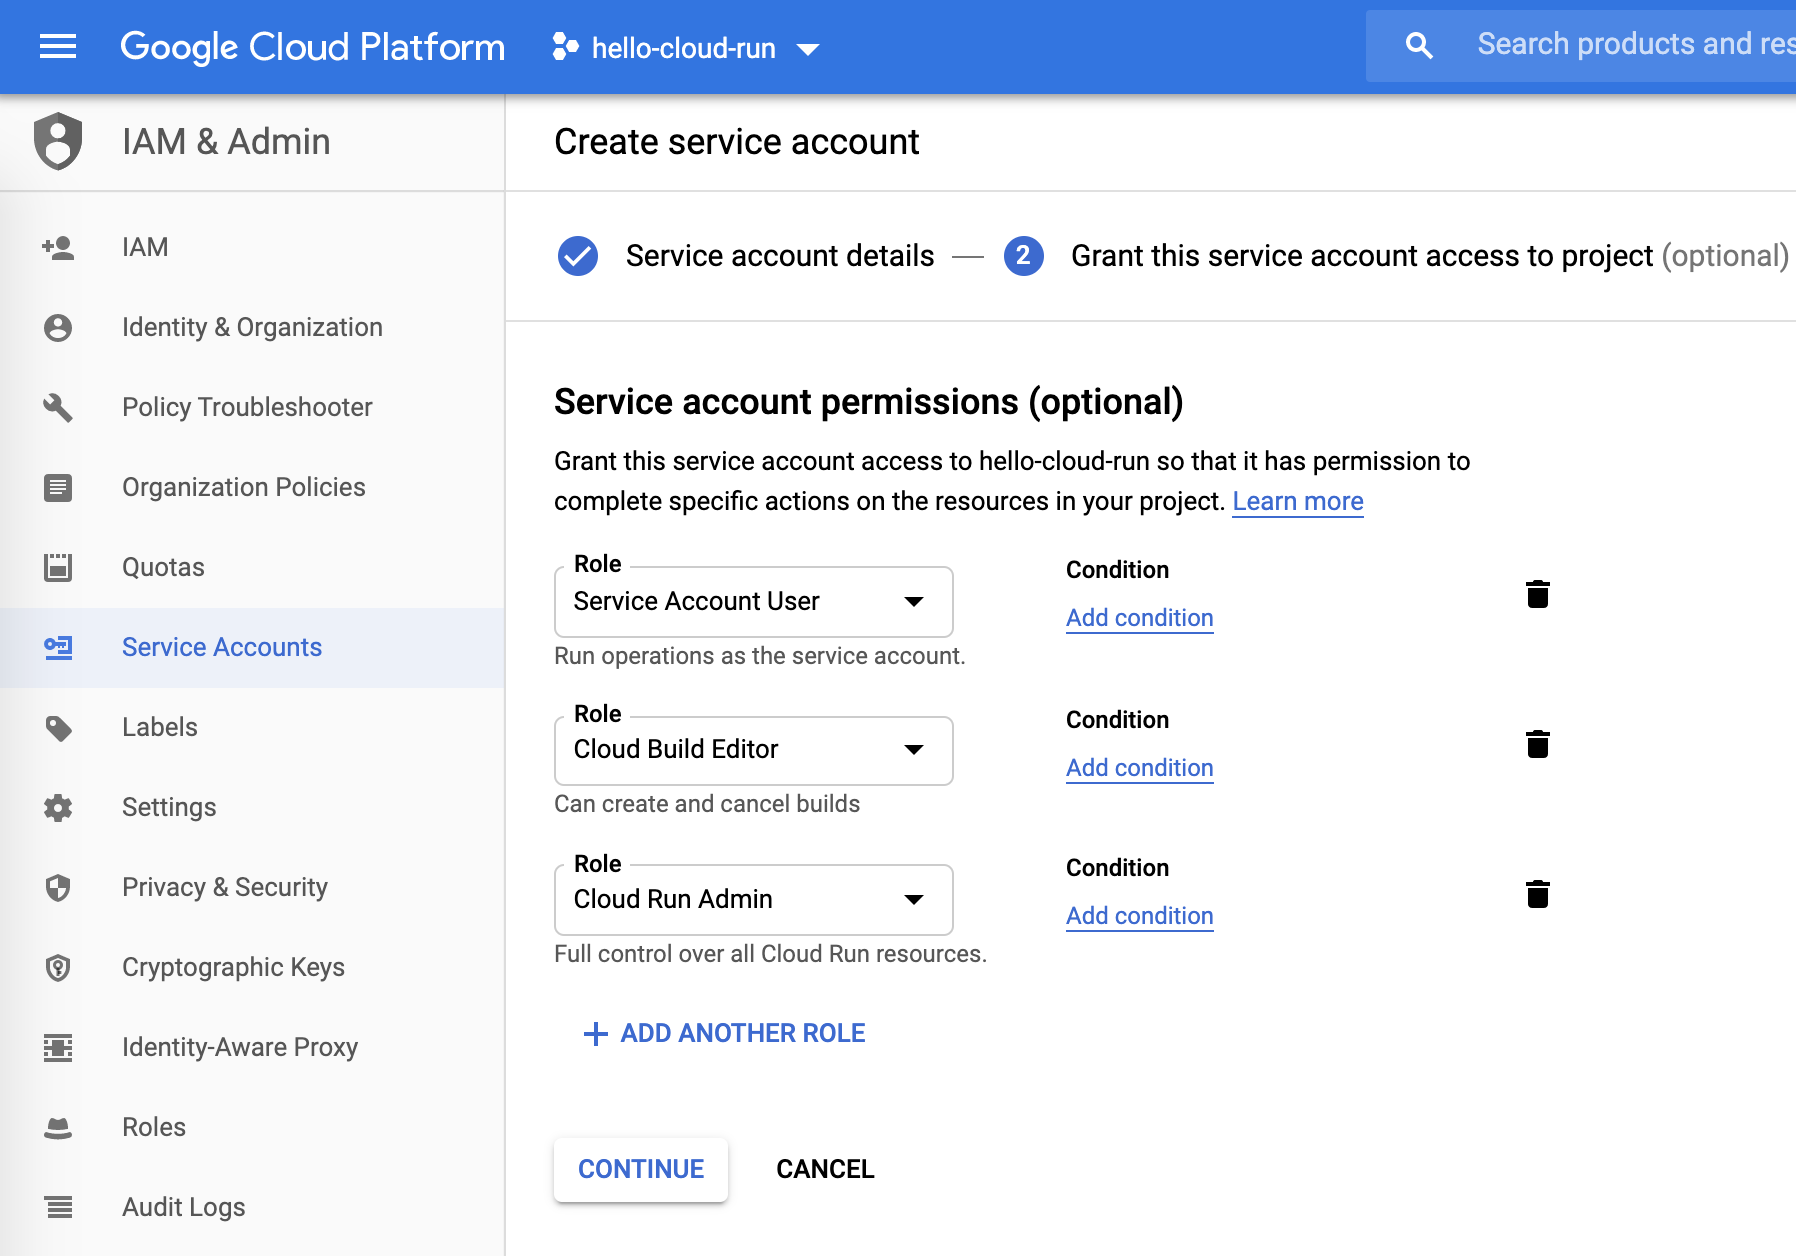 Google Cloud Platform
hello-cloud-run
Search products and res
IAM & Admin
Create service account
Service account details
2
Grant this service account access to project (optional)
IAM
Identity & Organization
Policy Troubleshooter
Organization Policies
Quotas
Service Accounts
Labels
Settings
Privacy & Security
Cryptographic Keys
Identity-Aware Proxy
Roles
Audit Logs
Service account permissions (optional)
Grant this service account access to hello-cloud-run so that it has permission to
complete specific actions on the resources in your project. Learn more
Role
Service Account User
Run operations as the service account.
Condition
Add condition
Role
Cloud Build Editor
Can create and cancel builds
Condition
Add condition
Role
Cloud Run Admin
Full control over all Cloud Run resources.
Condition
Add condition
ADD ANOTHER ROLE
CONTINUE
CANCEL